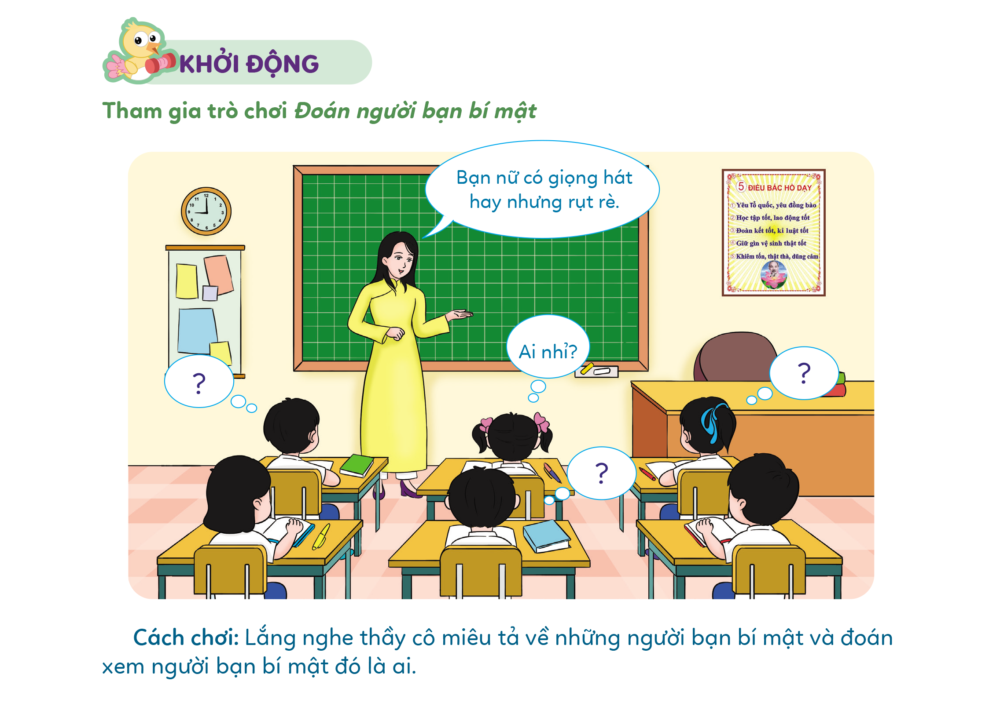 KHỞI ĐỘNG
Tham gia trò chơi Đoán người bạn bí mật
Bạn nữ có giọng hát
hay nhưng rụt rè.
12
11 1
10 2
9 3
8 4
7 5
6
5 ĐIỀU BÁC HỒ DẠY
1 Yêu Tổ quốc, yêu đồng bào
2 Học tập tốt, lao động tốt
3 Đoàn kết tốt, kỉ luật tốt
4 Giữ gìn vệ sinh thật tốt
5 Khiêm tốn, thật thà, dũng cảm
Ai nhỉ?
?
?
?
Cách chơi: Lắng nghe thầy cô miêu tả về những người bạn bí mật và đoán
xem người bạn bí mật đó là ai.